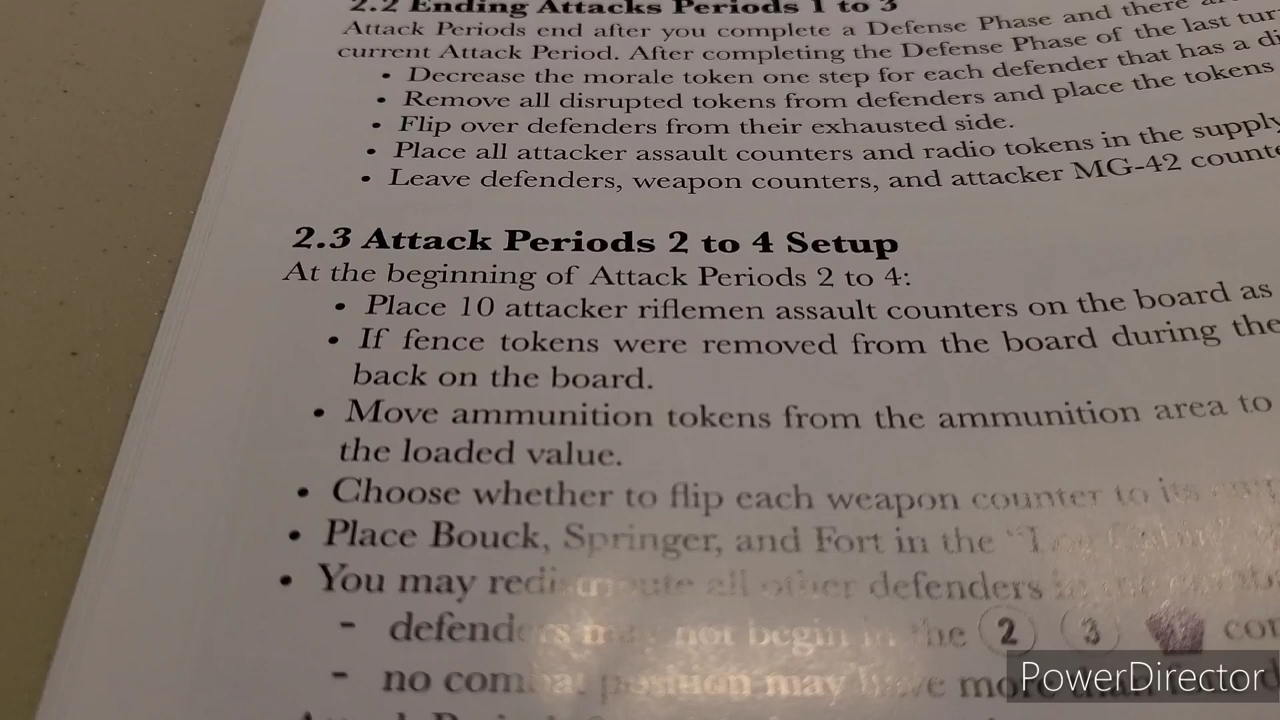 2.2 Ending Attacks Periods 1 to 3
Attack Periods end after you complete a Defense Phase and there
current Attack Period. After completing the Defense Phase of the last tur
• Decrease the morale token one step for each defender that has a di
• Remove all disrupted tokens from defenders and place the tokens
• Flip over defenders from their exhausted side.
• Place all attacker assault counters and radio tokens in the supply
• Leave defenders, weapon counters, and attacker MG-42 counte
2.3 Attack Periods 2 to 4 Setup
At the beginning of Attack Periods 2 to 4:
• Place 10 attacker riflemen assault counters on the board as
• If fence tokens were removed from the board during the
back on the board.
• Move ammunition tokens from the ammunition area to
the loaded value.
• Choose whether to flip each weapon counter to its
• Place Bouck, Springer, and Fort in the
• You may redistribute all other defenders
- defenders may not begin in the 2 3 con
- no combat position may have more
PowerDirector